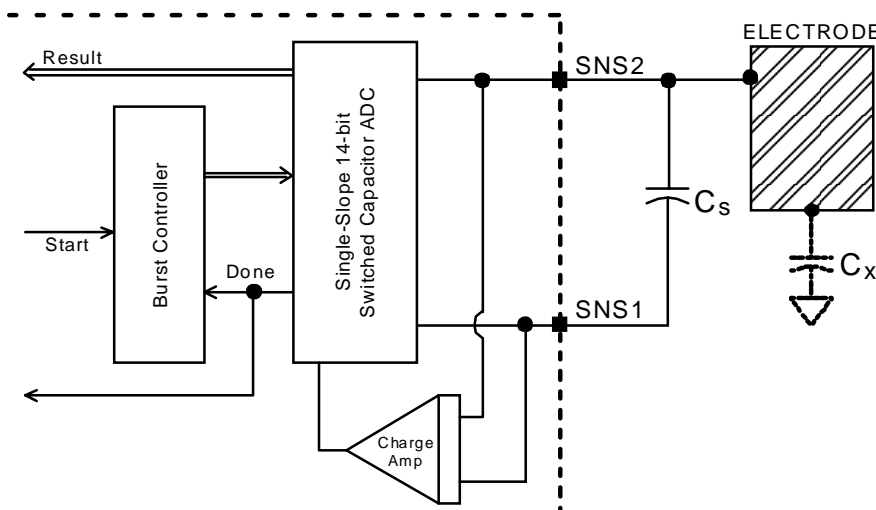 ELECTRODE
Result
SNS2
Single-Slope 14-bit
Switched Capacitor ADC
Burst Controller
Start
Done
Cs
Cx
SNS1
Charge
Amp